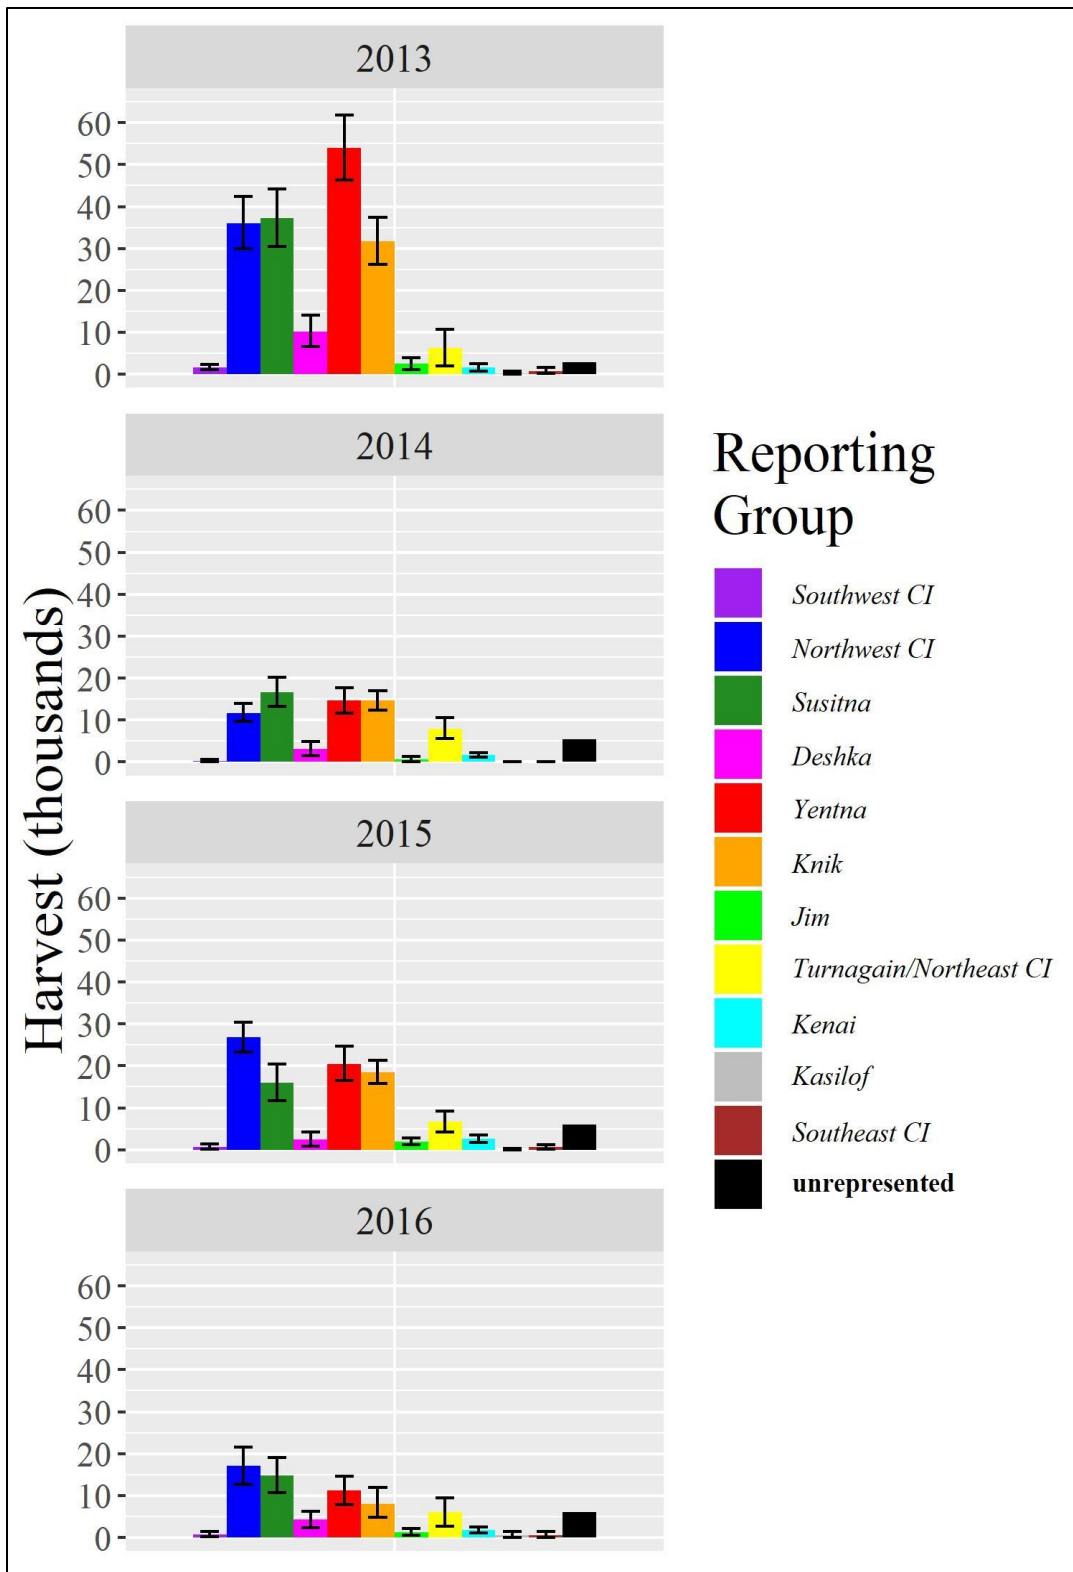 2013
60
50
40
30
20
10
0
2014
60
50
40
30
20
10
0
2015
60
50
40
30
20
10
0
2016
60
50
40
30
20
10
0
Harvest (thousands)
Reporting
Group
Southwest CI
Northwest CI
Susitna
Deshka
Yentna
Knik
Jim
Turnagain/Northeast CI
Kenai
Kasilof
Southeast CI
unrepresented